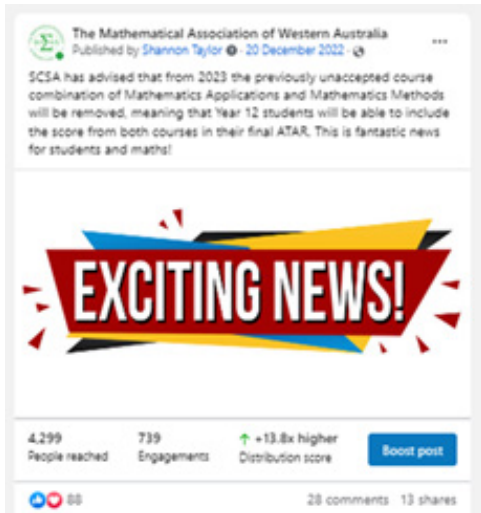 The Mathematical Association of Western Australia
Published by Shannon Taylor · 20 December 2022 ·
SCSA has advised that from 2023 the previously unaccepted course
combination of Mathematics Applications and Mathematics Methods
will be removed, meaning that Year 12 students will be able to include
the score from both courses in their final ATAR. This is fantastic news
for students and maths!
EXCITING NEWS!
4,299 739 +13.8x higher
People reached Engagements Distribution score Boost post
88 28 comments 13 shares